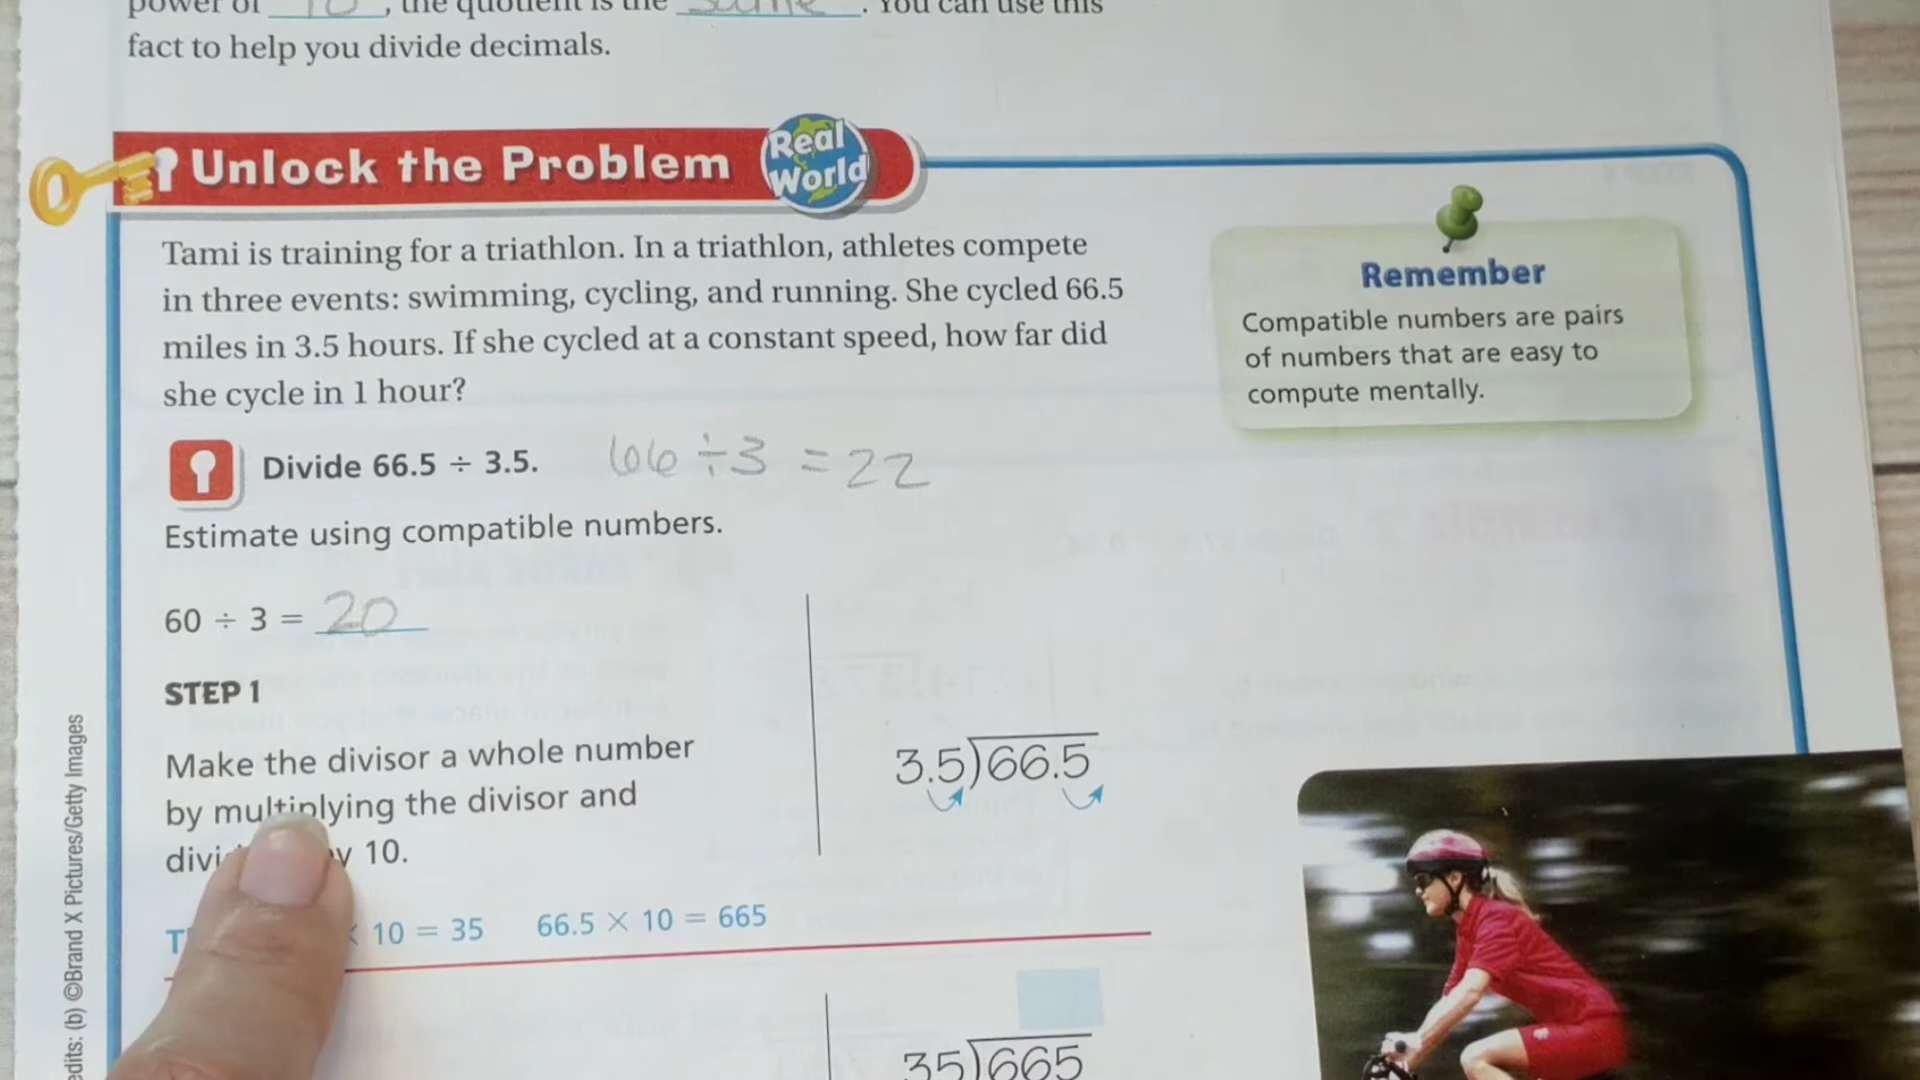 power of 10, the quotient is the same. You can use this
fact to help you divide decimals.
Unlock the Problem
Real
World
Tami is training for a triathlon. In a triathlon, athletes compete
in three events: swimming, cycling, and running. She cycled 66.5
miles in 3.5 hours. If she cycled at a constant speed, how far did
she cycle in 1 hour?
Remember
Compatible numbers are pairs
of numbers that are easy to
compute mentally.
Divide 66.5 ÷ 3.5. 66 ÷ 3 = 22
Estimate using compatible numbers.
60 ÷ 3 = 20
STEP 1
Make the divisor a whole number
by multiplying the divisor and
10.
3.5)66.5
10 = 35 66.5 × 10 = 665
35)665
(b) ©Brand X Pictures/Getty Images